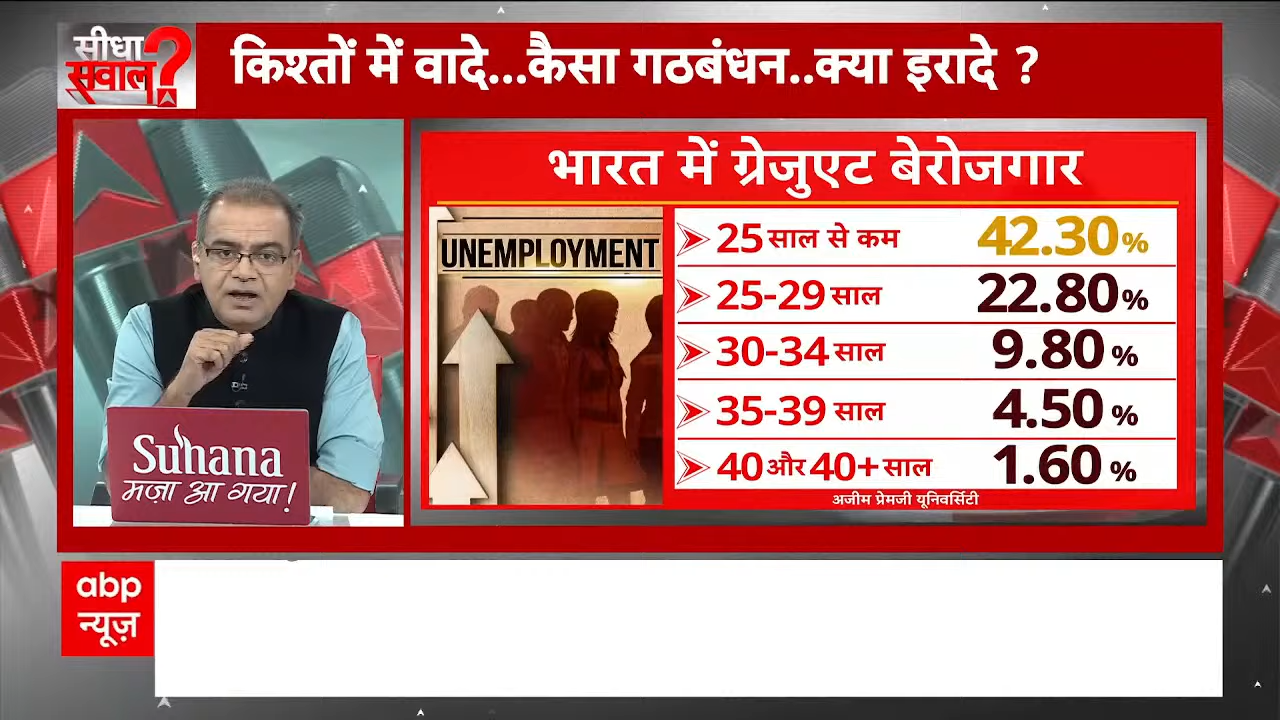 सीधा
सवाल?
किश्तों में वादे...कैसा गठबंधन..क्या इरादे ?
भारत में ग्रेजुएट बेरोजगार
UNEMPLOYMENT
25 साल से कम 42.30%
25-29 साल 22.80%
30-34 साल 9.80 %
35-39 साल 4.50 %
40 और 40+ साल 1.60 %
अजीम प्रेमजी यूनिवर्सिटी
Suhana
मज़ा आ गया!
abp
न्यूज़